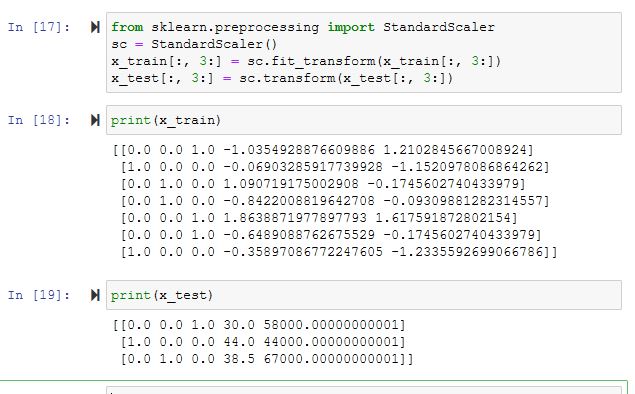 In [17]:
from sklearn.preprocessing import StandardScaler
sc = StandardScaler()
x_train[:, 3:] = sc.fit_transform(x_train[:, 3:])
x_test[:, 3:] = sc.transform(x_test[:, 3:])
In [18]:
print(x_train)
[[0.0 0.0 1.0 -1.0354928876609886 1.2102845667008924]
[1.0 0.0 0.0 -0.06903285917739928 -1.1520978086864262]
[0.0 1.0 0.0 1.090719175002908 -0.1745602740433979]
[0.0 1.0 0.0 -0.8422008819642708 -0.09309881282314557]
[0.0 0.0 1.0 1.8638871977897793 1.617591872802154]
[0.0 0.0 1.0 -0.6489088762675529 -0.1745602740433979]
[1.0 0.0 0.0 -0.35897086772247605 -1.2335592699066786]]
In [19]:
print(x_test)
[[0.0 0.0 1.0 30.0 58000.00000000001]
[1.0 0.0 0.0 44.0 44000.00000000001]
[0.0 1.0 0.0 38.5 67000.00000000001]]